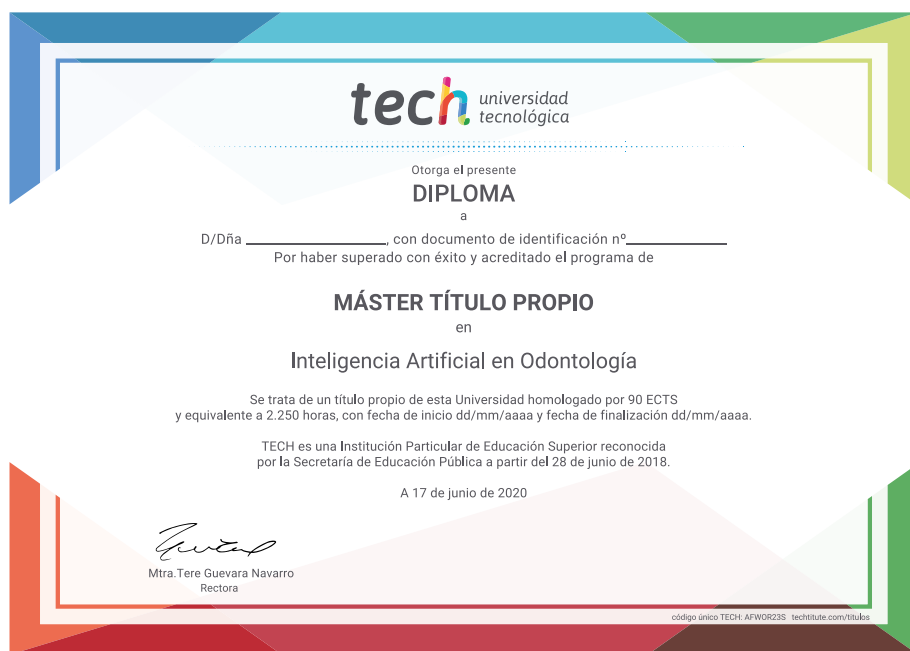 tech universidad
tecnológica
Otorga el presente
DIPLOMA
a
D/Dña ________________, con documento de identificación nº____________
Por haber superado con éxito y acreditado el programa de
MÁSTER TÍTULO PROPIO
en
Inteligencia Artificial en Odontología
Se trata de un título propio de esta Universidad homologado por 90 ECTS
y equivalente a 2.250 horas, con fecha de inicio dd/mm/aaaa y fecha de finalización dd/mm/aaaa.
TECH es una Institución Particular de Educación Superior reconocida
por la Secretaría de Educación Pública a partir del 28 de junio de 2018.
A 17 de junio de 2020
Mtra.Tere Guevara Navarro
Rectora
código único TECH: AFWOR23S techtitute.com/titulos